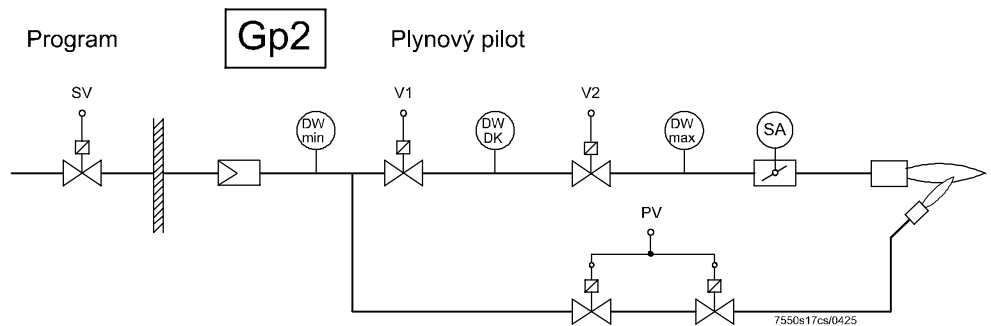 Program
Gp2
Plynový pilot
SV
V1
V2
DW
min
DW
DK
DW
max
SA
PV
7550s17cs/0425